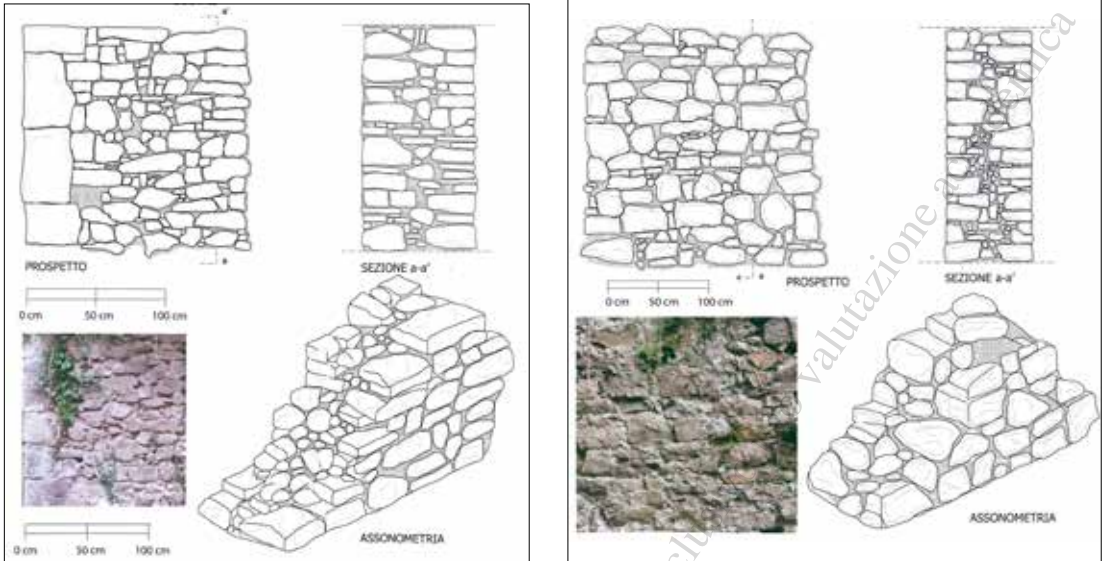 a'
a
PROSPETTO
SEZIONE a-a'
0 cm 50 cm 100 cm
0 cm 50 cm 100 cm
ASSONOMETRIA
a a
PROSPETTO
SEZIONE a-a'
0 cm 50 cm 100 cm
ASSONOMETRIA
valutazione a